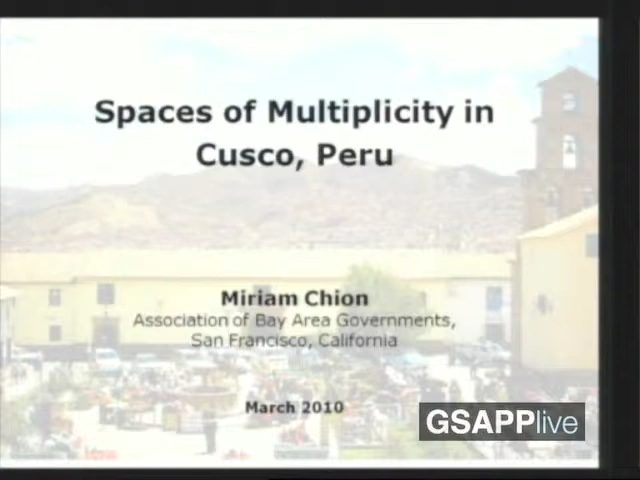 Spaces of Multiplicity in
Cusco, Peru
Miriam Chion
Association of Bay Area Governments,
San Francisco, California
March 2010
GSAPPlive